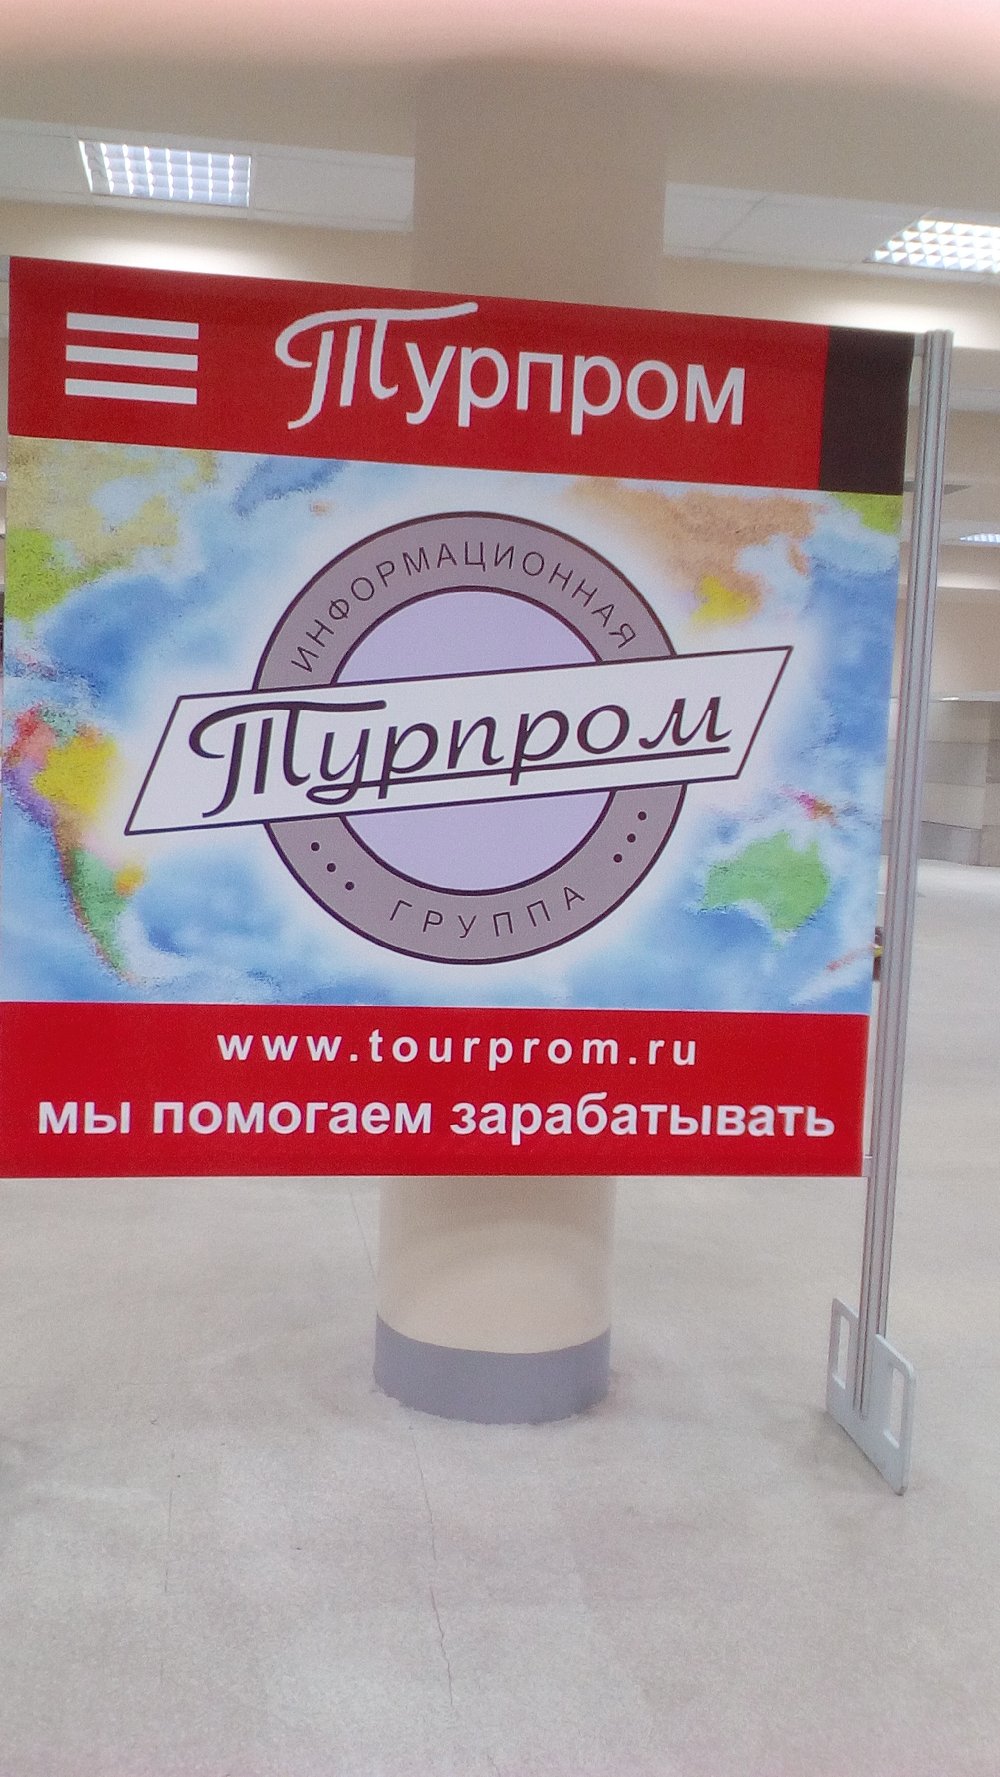 Турпром
ИНФОРМАЦИОННАЯ
Турпром
ГРУППА
www.tourprom.ru
мы помогаем зарабатывать